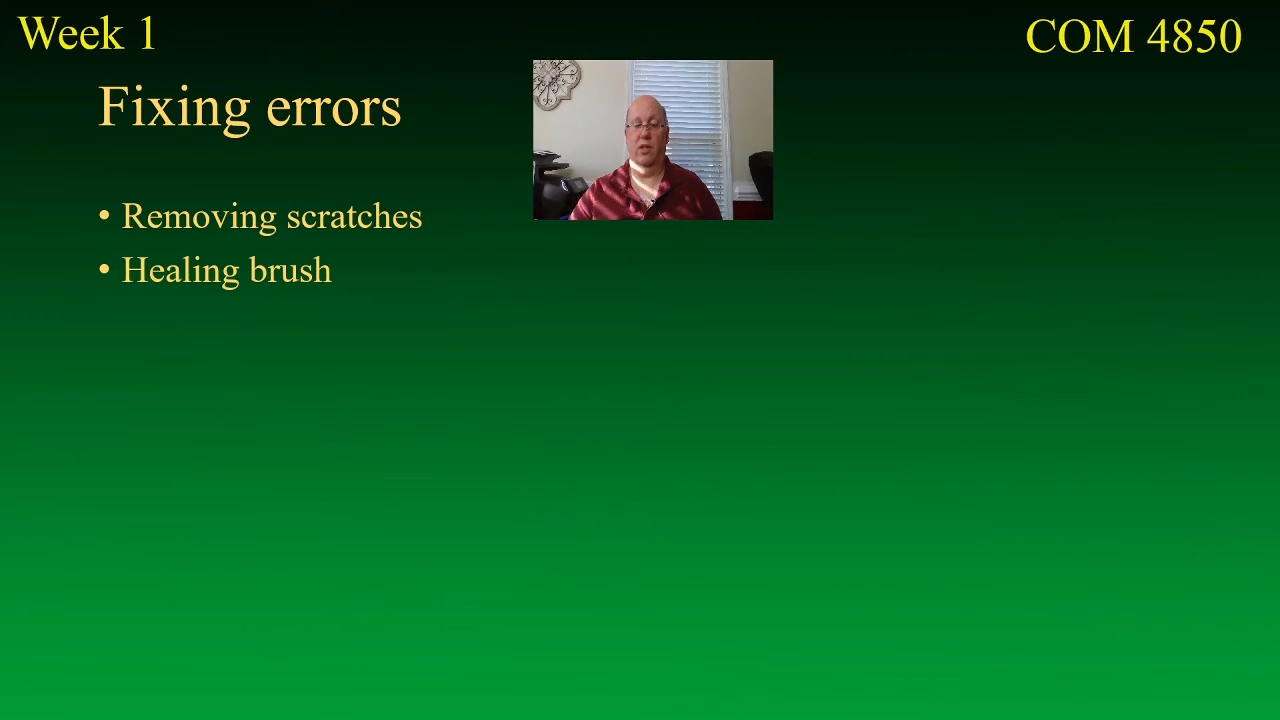 Week 1
COM 4850
Fixing errors
• Removing scratches
• Healing brush